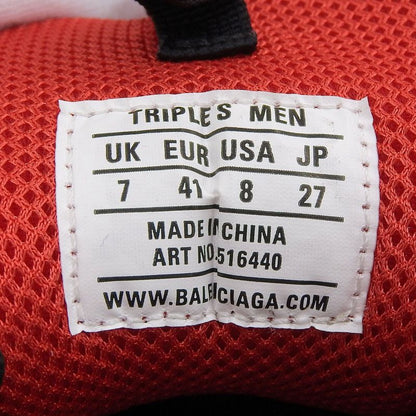 TRIPLE S MEN
UK EUR USA JP
7 41 8 27
MADE IN CHINA
ART NO.516440
WWW.BALENCIAGA.COM